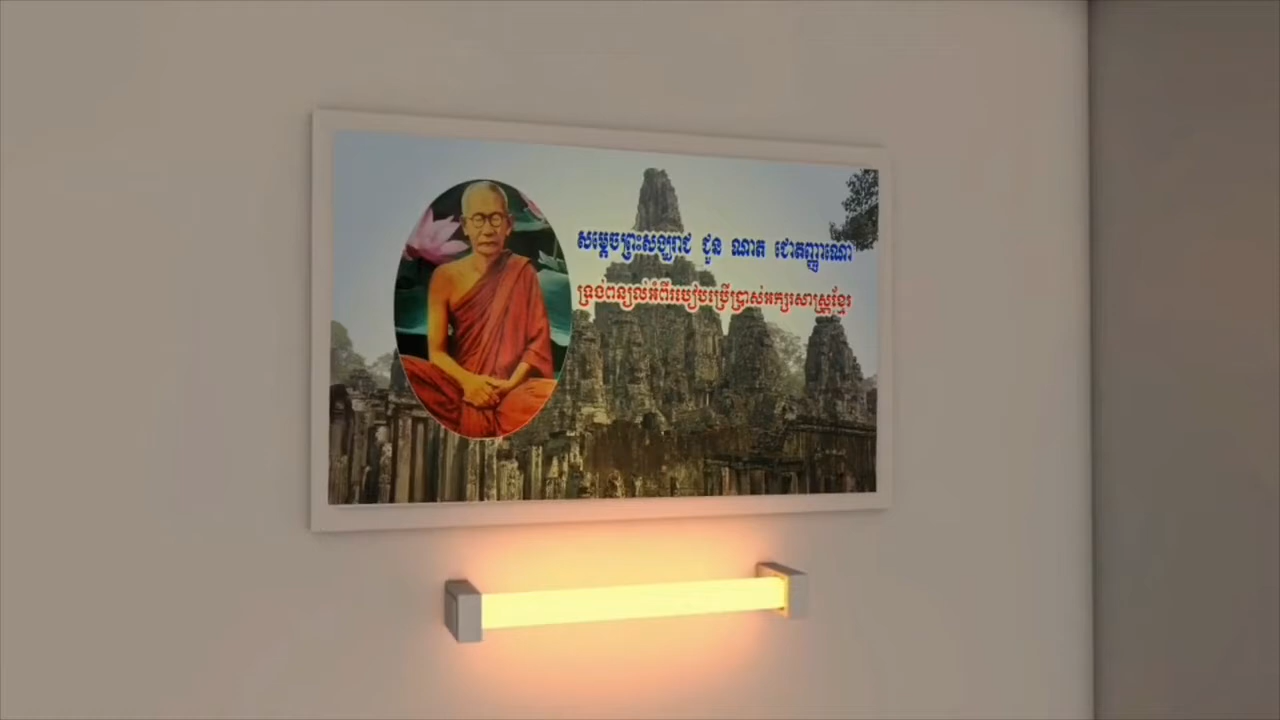 សម្តេចព្រះសង្ឃរាជ ជួន ណាត ជោតញ្ញាណោ
ទ្រង់ពន្យល់អំពីរបៀបប្រើប្រាស់អក្សរសាស្ត្រខ្មែរ